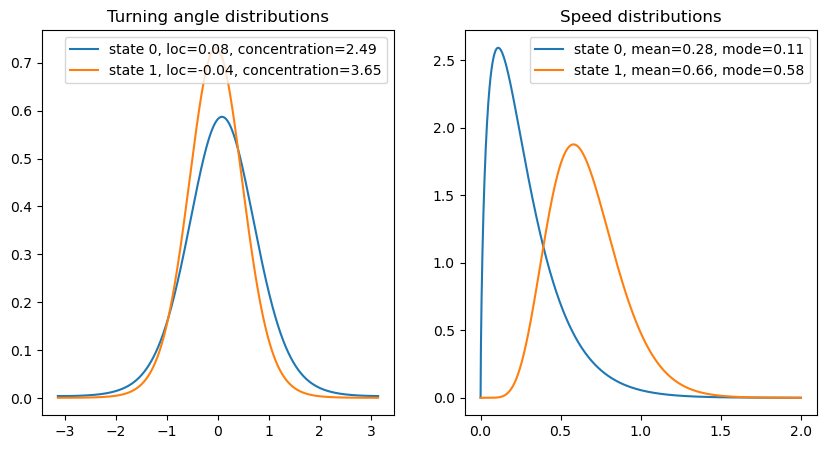 Turning angle distributions
state 0, loc=0.08, concentration=2.49
state 1, loc=-0.04, concentration=3.65
0.7
0.6
0.5
0.4
0.3
0.2
0.1
0.0
−3 −2 −1 0 1 2 3
Speed distributions
state 0, mean=0.28, mode=0.11
state 1, mean=0.66, mode=0.58
2.5
2.0
1.5
1.0
0.5
0.0
0.0 0.5 1.0 1.5 2.0